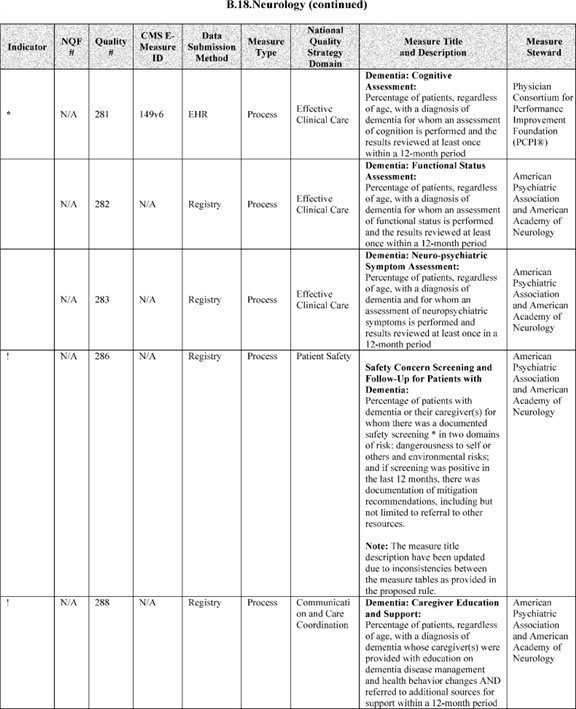 B.18.Neurology (continued)
Indicator
NQF
#
Quality
#
CMS E-
Measure
ID
Data
Submission
Method
Measure
Type
National
Quality
Strategy
Domain
Measure Title
and Description
Measure
Steward
*
N/A
281
149v6
EHR
Process
Effective
Clinical Care
Dementia: Cognitive
Assessment:
Percentage of patients, regardless
of age, with a diagnosis of
dementia for whom an assessment
of cognition is performed and the
results reviewed at least once
within a 12-month period
Physician
Consortium for
Performance
Improvement
Foundation
(PCPI®)
N/A
282
N/A
Registry
Process
Effective
Clinical Care
Dementia: Functional Status
Assessment:
Percentage of patients, regardless
of age, with a diagnosis of
dementia for whom an assessment
of functional status is performed
and the results reviewed at least
once within a 12-month period
American
Psychiatric
Association
and American
Academy of
Neurology
N/A
283
N/A
Registry
Process
Effective
Clinical Care
Dementia: Neuro-psychiatric
Symptom Assessment:
Percentage of patients, regardless
of age, with a diagnosis of
dementia and for whom an
assessment of neuropsychiatric
symptoms is performed and
results reviewed at least once in a
12-month period
American
Psychiatric
Association
and American
Academy of
Neurology
!
N/A
286
N/A
Registry
Process
Patient Safety
Safety Concern Screening and
Follow-Up for Patients with
Dementia:
Percentage of patients with
dementia or their caregiver(s) for
whom there was a documented
safety screening * in two domains
of risk: dangerousness to self or
others and environmental risks;
and if screening was positive in
the last 12 months, there was
documentation of mitigation
recommendations, including but
not limited to referral to other
resources.
Note: The measure title
description have been updated
due to inconsistencies between
the measure tables as provided in
the proposed rule.
American
Psychiatric
Association
and American
Academy of
Neurology
!
N/A
288
N/A
Registry
Process
Communicati
on and Care
Coordination
Dementia: Caregiver Education
and Support:
Percentage of patients, regardless
of age, with a diagnosis of
dementia whose caregiver(s) were
provided with education on
dementia disease management
and health behavior changes AND
referred to additional sources for
support within a 12-month period
American
Psychiatric
Association
and American
Academy of
Neurology